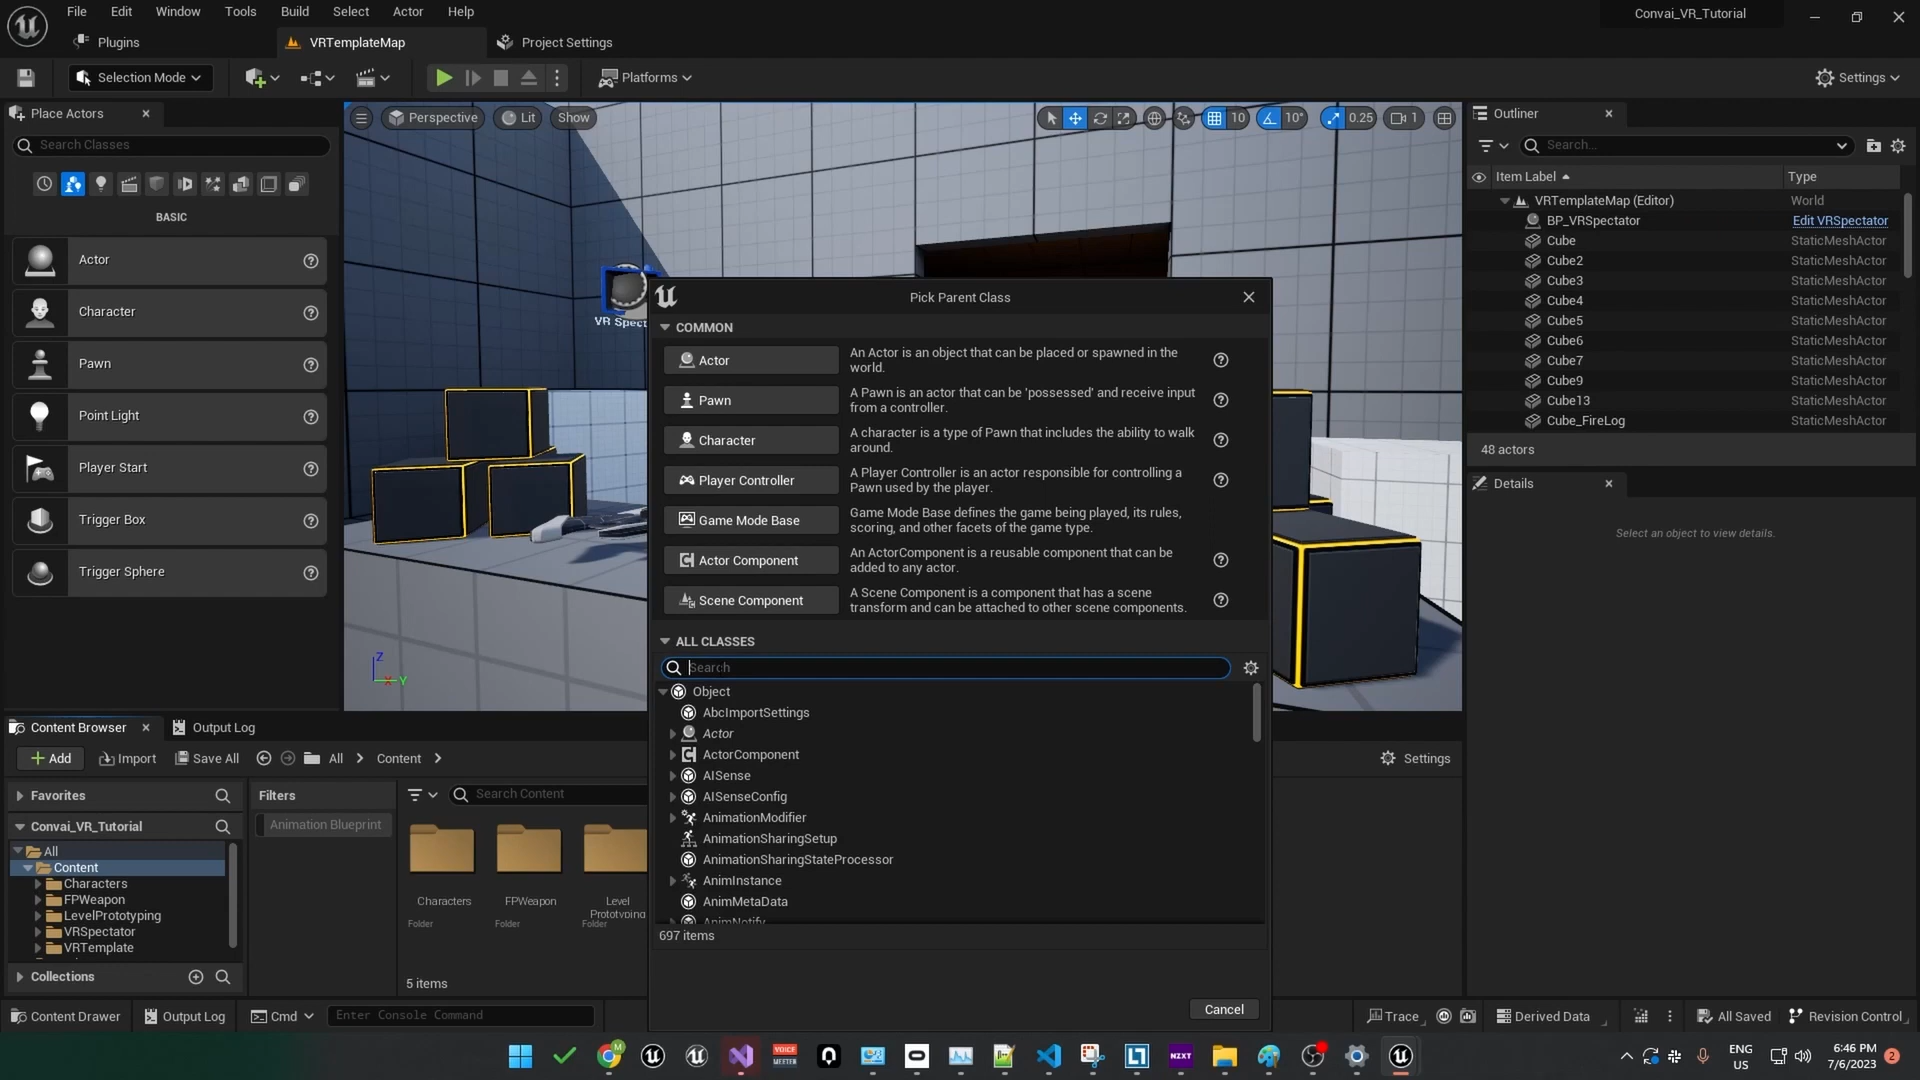 File Edit Window Tools Build Select Actor Help
Convai_VR_Tutorial
Plugins VRTemplateMap Project Settings
Selection Mode Platforms Settings
Place Actors
Search Classes
BASIC
Actor
Character
Pawn
Point Light
Player Start
Trigger Box
Trigger Sphere
Perspective Lit Show
10 10° 0.25 1
VR Spect
Z
X Y
Pick Parent Class
COMMON
Actor An Actor is an object that can be placed or spawned in the
world.
Pawn A Pawn is an actor that can be 'possessed' and receive input
from a controller.
Character A character is a type of Pawn that includes the ability to walk
around.
Player Controller A Player Controller is an actor responsible for controlling a
Pawn used by the player.
Game Mode Base Game Mode Base defines the game being played, its rules,
scoring, and other facets of the game type.
Actor Component An ActorComponent is a reusable component that can be
added to any actor.
Scene Component A Scene Component is a component that has a scene
transform and can be attached to other scene components.
ALL CLASSES
Search
Object
AbcImportSettings
Actor
ActorComponent
AISense
AISenseConfig
AnimationModifier
AnimationSharingSetup
AnimationSharingStateProcessor
AnimInstance
AnimMetaData
AnimNotify
697 items
Cancel
Outliner
Search...
Item Label Type
VRTemplateMap (Editor) World
BP_VRSpectator Edit VRSpectator
Cube StaticMeshActor
Cube2 StaticMeshActor
Cube3 StaticMeshActor
Cube4 StaticMeshActor
Cube5 StaticMeshActor
Cube6 StaticMeshActor
Cube7 StaticMeshActor
Cube9 StaticMeshActor
Cube13 StaticMeshActor
Cube_FireLog StaticMeshActor
48 actors
Details
Select an object to view details.
Content Browser Output Log
Add Import Save All All Content Settings
Favorites
Convai_VR_Tutorial
All
Content
Characters
FPWeapon
LevelPrototyping
VRSpectator
VRTemplate
Collections
Filters
Animation Blueprint
Search Content
Characters
Folder
FPWeapon
Folder
Level
Prototyping
Folder
5 items
Content Drawer Output Log Cmd Enter Console Command Trace Derived Data All Saved Revision Control
VOICE
MEETER
NZXT
M
ENG
US
6:46 PM
7/6/2023
2